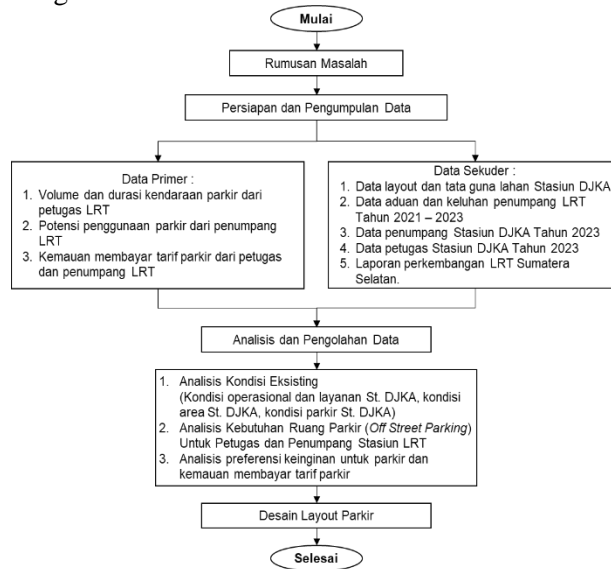 Mulai
Rumusan Masalah
Persiapan dan Pengumpulan Data
Data Primer :
1. Volume dan durasi kendaraan parkir dari
petugas LRT
2. Potensi penggunaan parkir dari penumpang
LRT
3. Kemauan membayar tarif parkir dari petugas
dan penumpang LRT
Data Sekuder :
1. Data layout dan tata guna lahan Stasiun DJKA
2. Data aduan dan keluhan penumpang LRT
Tahun 2021 – 2023
3. Data penumpang Stasiun DJKA Tahun 2023
4. Data petugas Stasiun DJKA Tahun 2023
5. Laporan perkembangan LRT Sumatera
Selatan.
Analisis dan Pengolahan Data
1. Analisis Kondisi Eksisting
(Kondisi operasional dan layanan St. DJKA, kondisi
area St. DJKA, kondisi parkir St. DJKA)
2. Analisis Kebutuhan Ruang Parkir (Off Street Parking)
Untuk Petugas dan Penumpang Stasiun LRT
3. Analisis preferensi keinginan untuk parkir dan
kemauan membayar tarif parkir
Desain Layout Parkir
Selesai